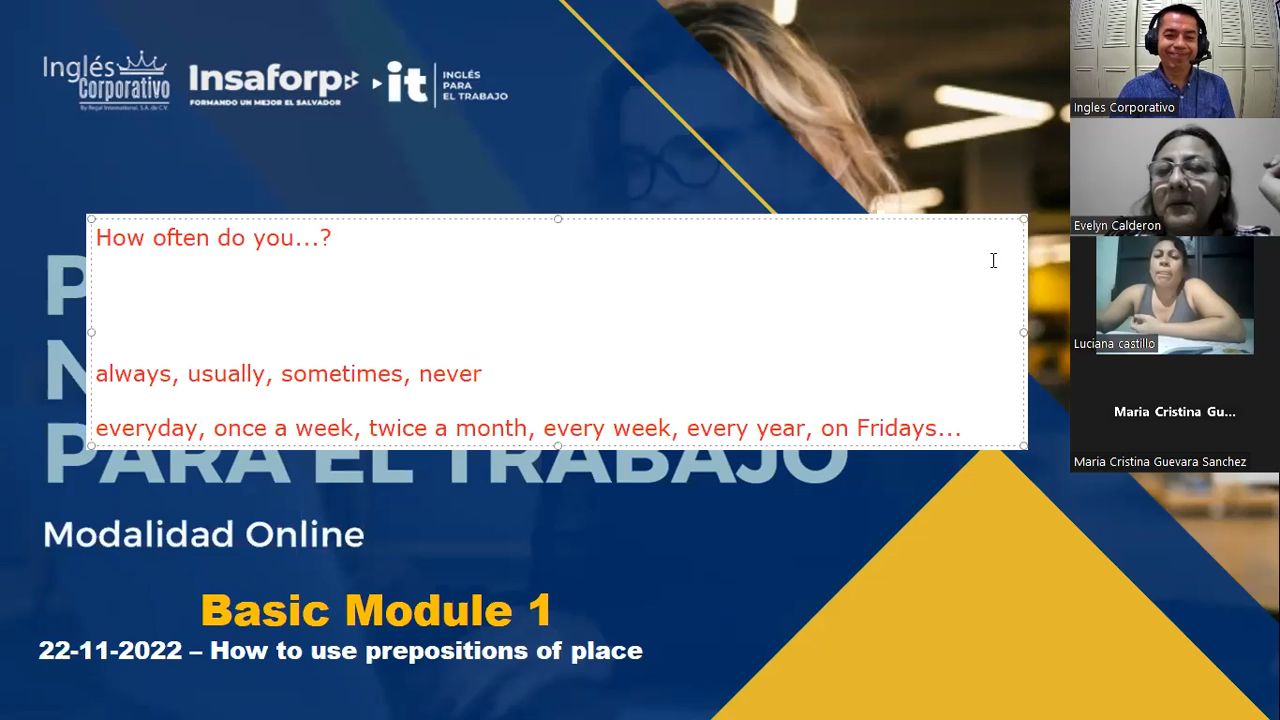 Inglés
Corporativo
By Regal International, S.A. de C.V.
Insaforp
FORMANDO UN MEJOR EL SALVADOR
it
INGLÉS
PARA
EL TRABAJO
How often do you...?
always, usually, sometimes, never
everyday, once a week, twice a month, every week, every year, on Fridays...
P
N
PARA EL TRABAJO
Modalidad Online
Basic Module 1
22-11-2022 – How to use prepositions of place
Ingles Corporativo
Evelyn Calderon
Luciana castillo
Maria Cristina Gu...
Maria Cristina Guevara Sanchez